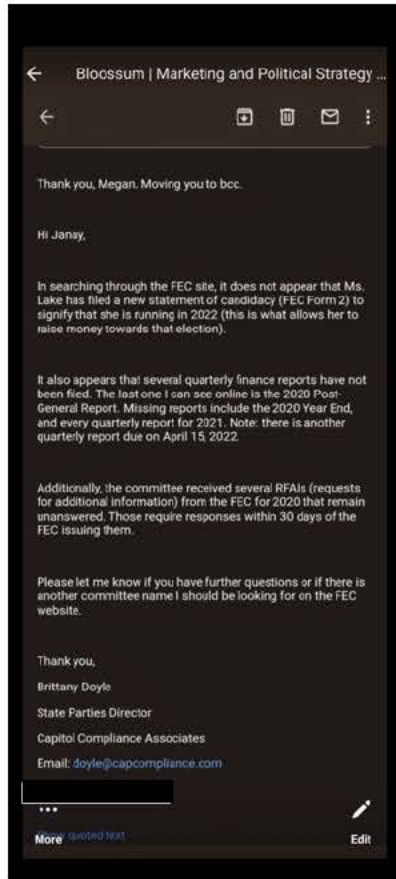 Bloossum | Marketing and Political Strategy ...
Thank you, Megan. Moving you to bcc.
Hi Janay,
In searching through the FEC site, it does not appear that Ms.
Lake has filed a new statement of candidacy (FEC Form 2) to
signify that she is running in 2022 (this is what allows her to
raise money towards that election).
It also appears that several quarterly finance reports have not
been filed. The last one I can see online is the 2020 Post-
General Report. Missing reports include the 2020 Year End,
and every quarterly report for 2021. Note: there is another
quarterly report due on April 15, 2022.
Additionally, the committee received several RFAIs (requests
for additional information) from the FEC for 2020 that remain
unanswered. Those require responses within 30 days of the
FEC issuing them.
Please let me know if you have further questions or if there is
another committee name I should be looking for on the FEC
website.
Thank you,
Brittany Doyle
State Parties Director
Capitol Compliance Associates
Email: doyle@capcompliance.com
More quoted text Edit